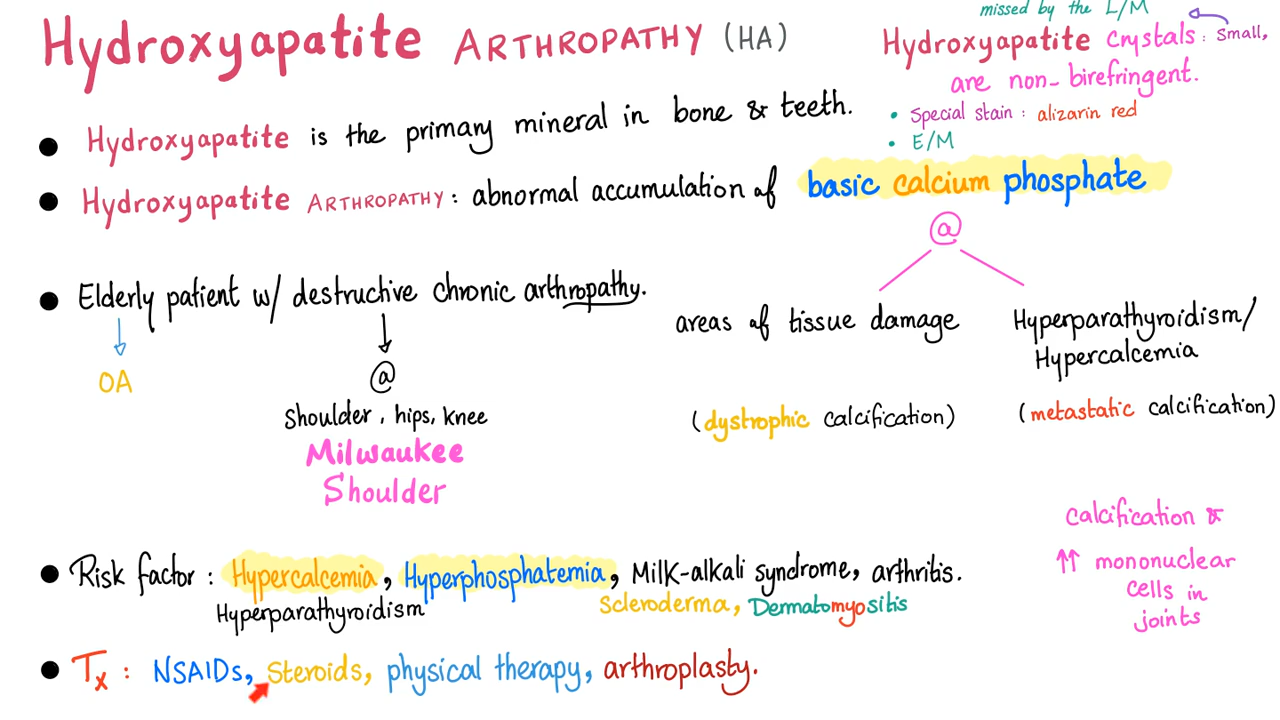 Hydroxyapatite ARTHROPATHY (HA)
missed by the L/M
Hydroxyapatite crystals: small,
are non-birefringent.
• Special stain: alizarin red
• E/M
● Hydroxyapatite is the primary mineral in bone & teeth.
● Hydroxyapatite ARTHROPATHY: abnormal accumulation of basic calcium phosphate
@
areas of tissue damage
(dystrophic calcification)
Hyperparathyroidism/
Hypercalcemia
(metastatic calcification)
● Elderly patient w/ destructive chronic arthropathy.
OA
@
Shoulder, hips, knee
Milwaukee
Shoulder
calcification &
↑↑ mononuclear
cells in
joints
● Risk factor: Hypercalcemia, Hyperphosphatemia, Milk-alkali syndrome, arthritis.
Hyperparathyroidism
Scleroderma, Dermatomyositis
● Tx: NSAIDs, Steroids, physical therapy, arthroplasty.